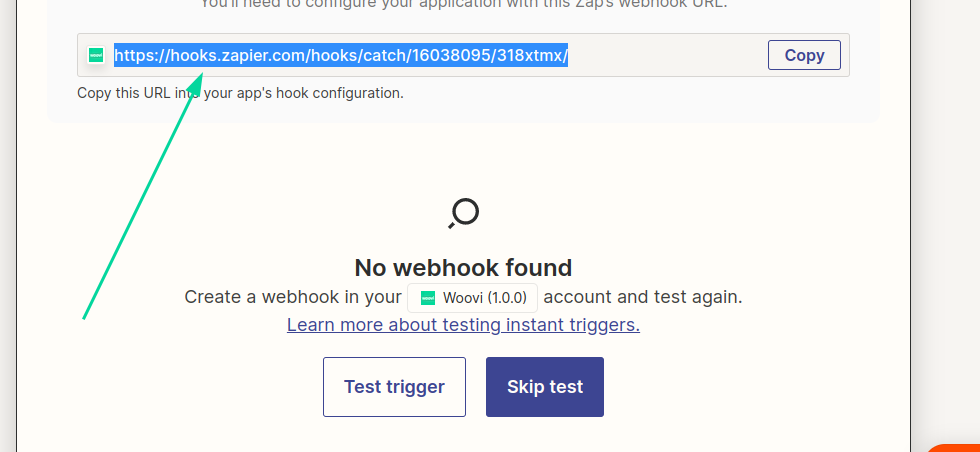 You'll need to configure your application with this Zap's webhook URL.
https://hooks.zapier.com/hooks/catch/16038095/318xtmx/
Copy
Copy this URL into your app's hook configuration.
No webhook found
Create a webhook in your Woovi (1.0.0) account and test again.
Learn more about testing instant triggers.
Test trigger
Skip test